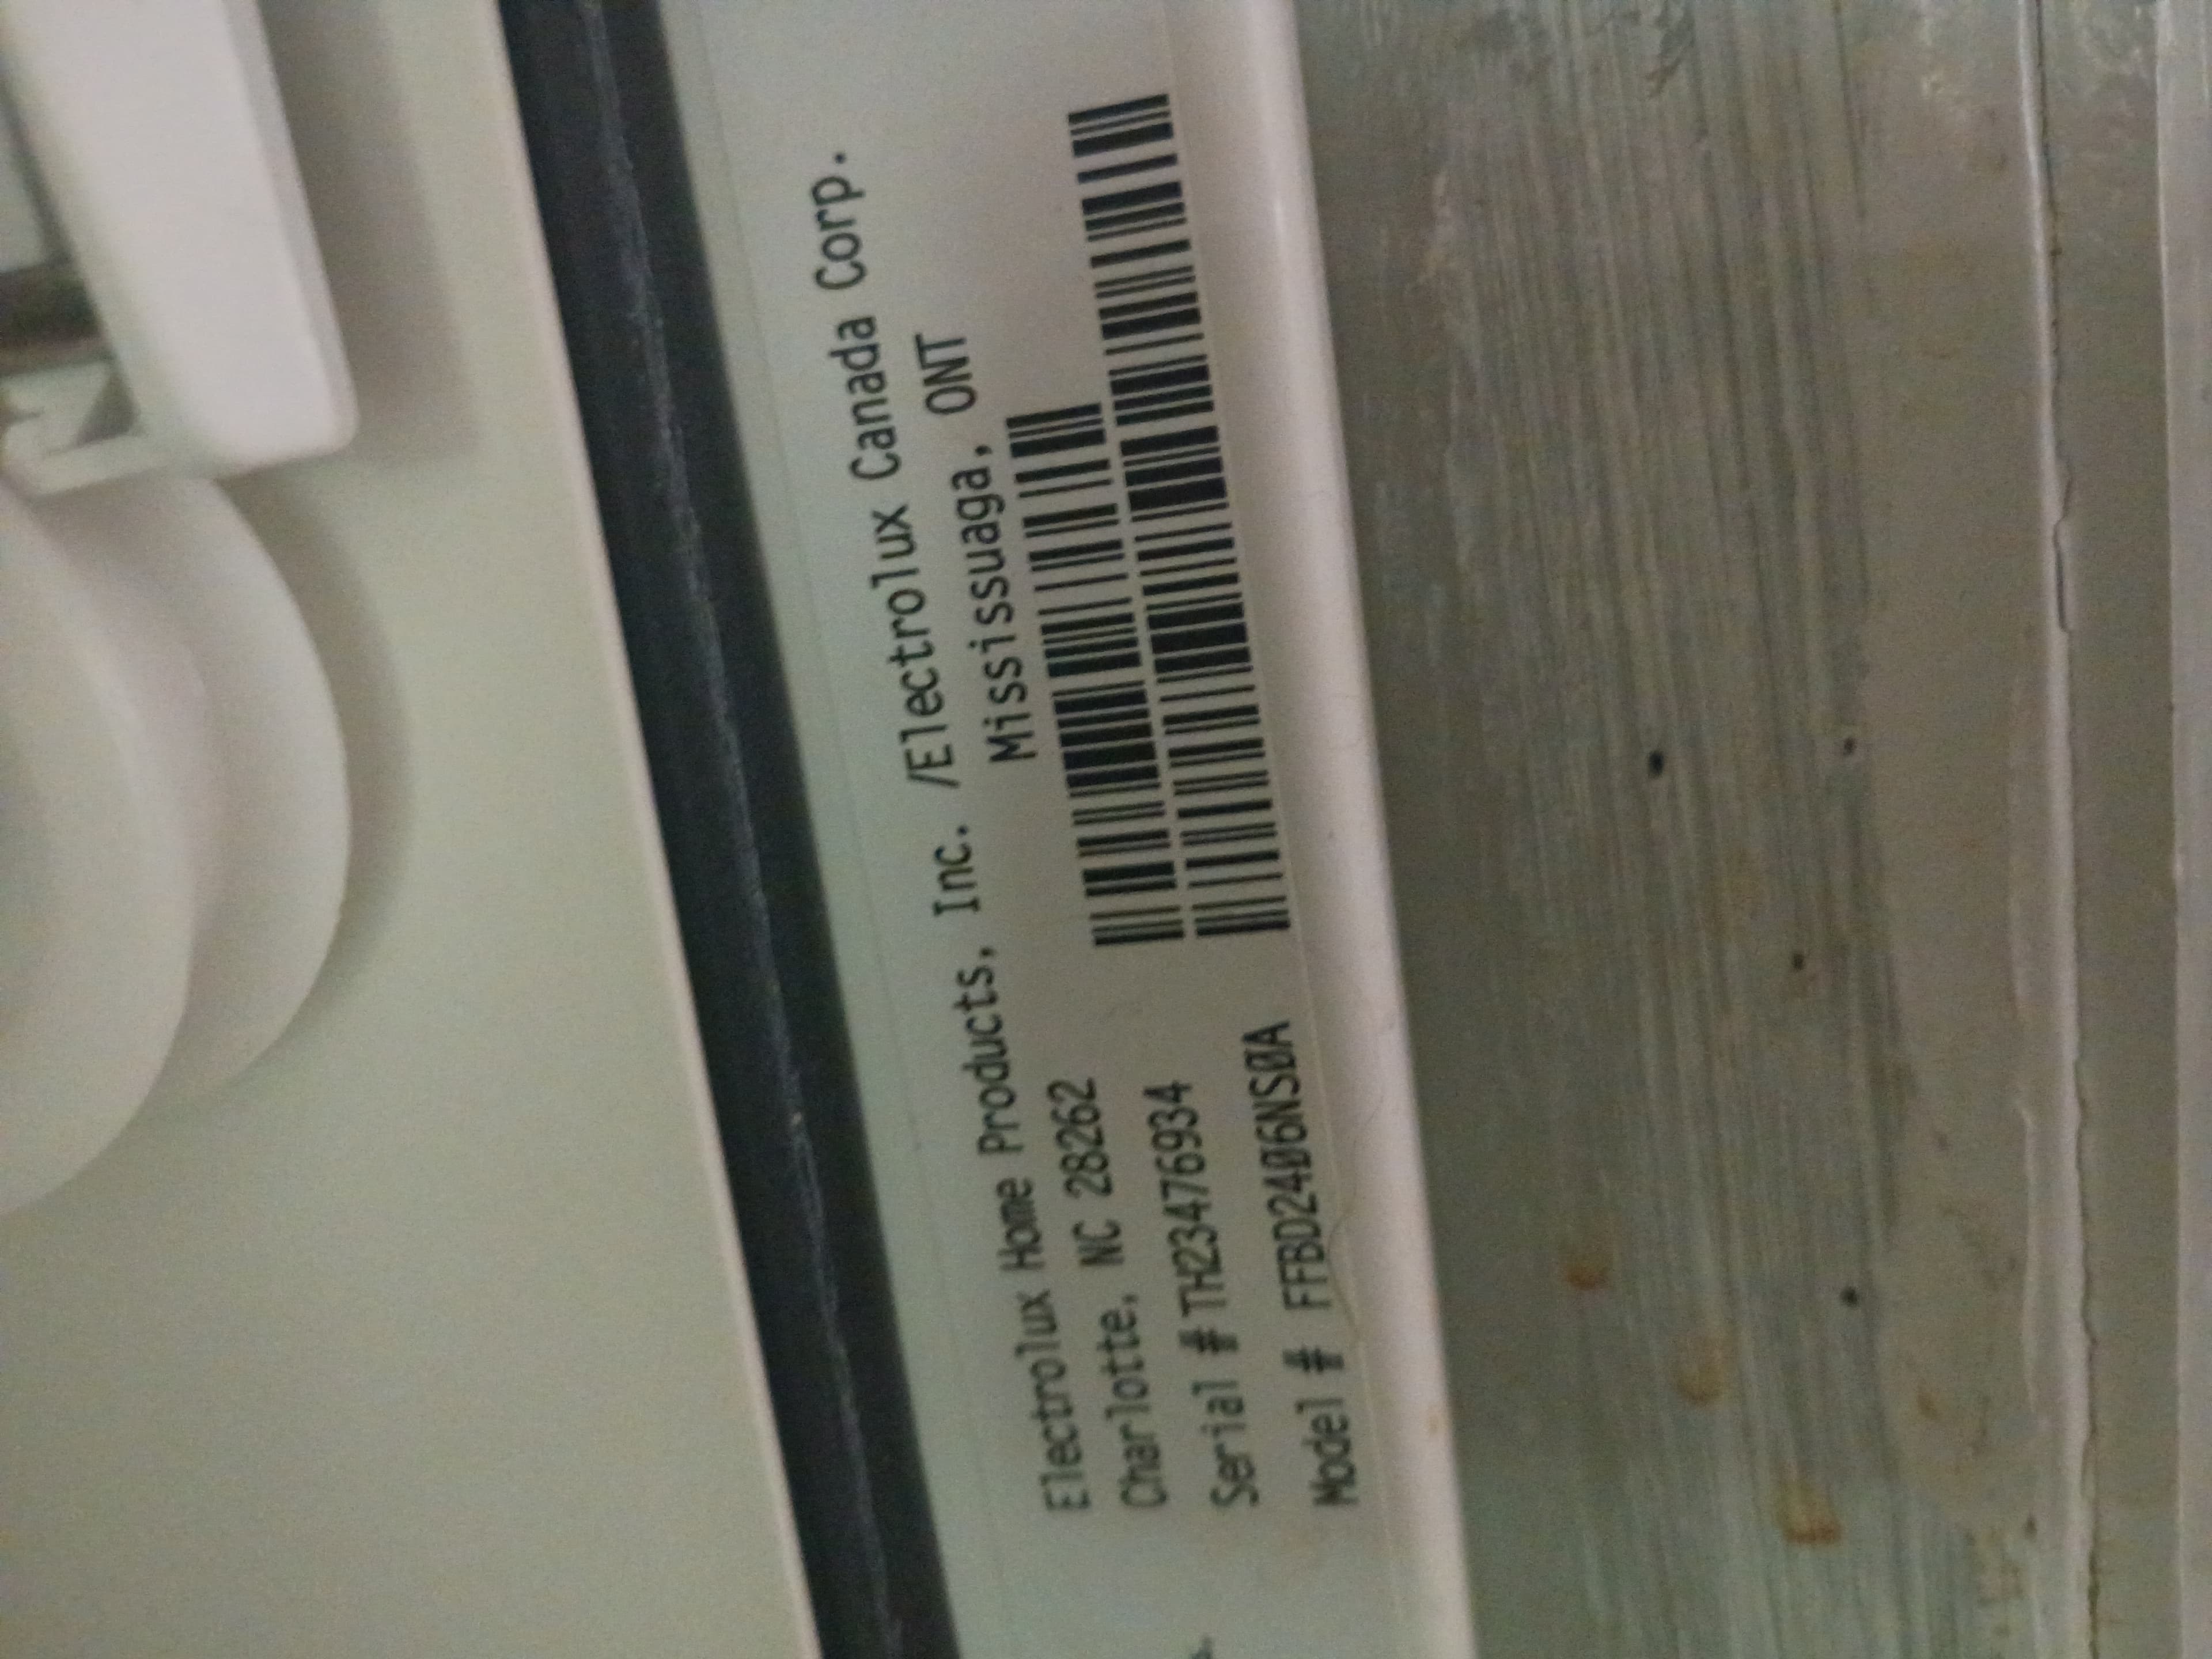 Electrolux Home Products, Inc. /Electrolux Canada Corp.
Charlotte, NC 28262 Mississuaga, ONT
Serial #TH23476934
Model # FFBD2406NS0A